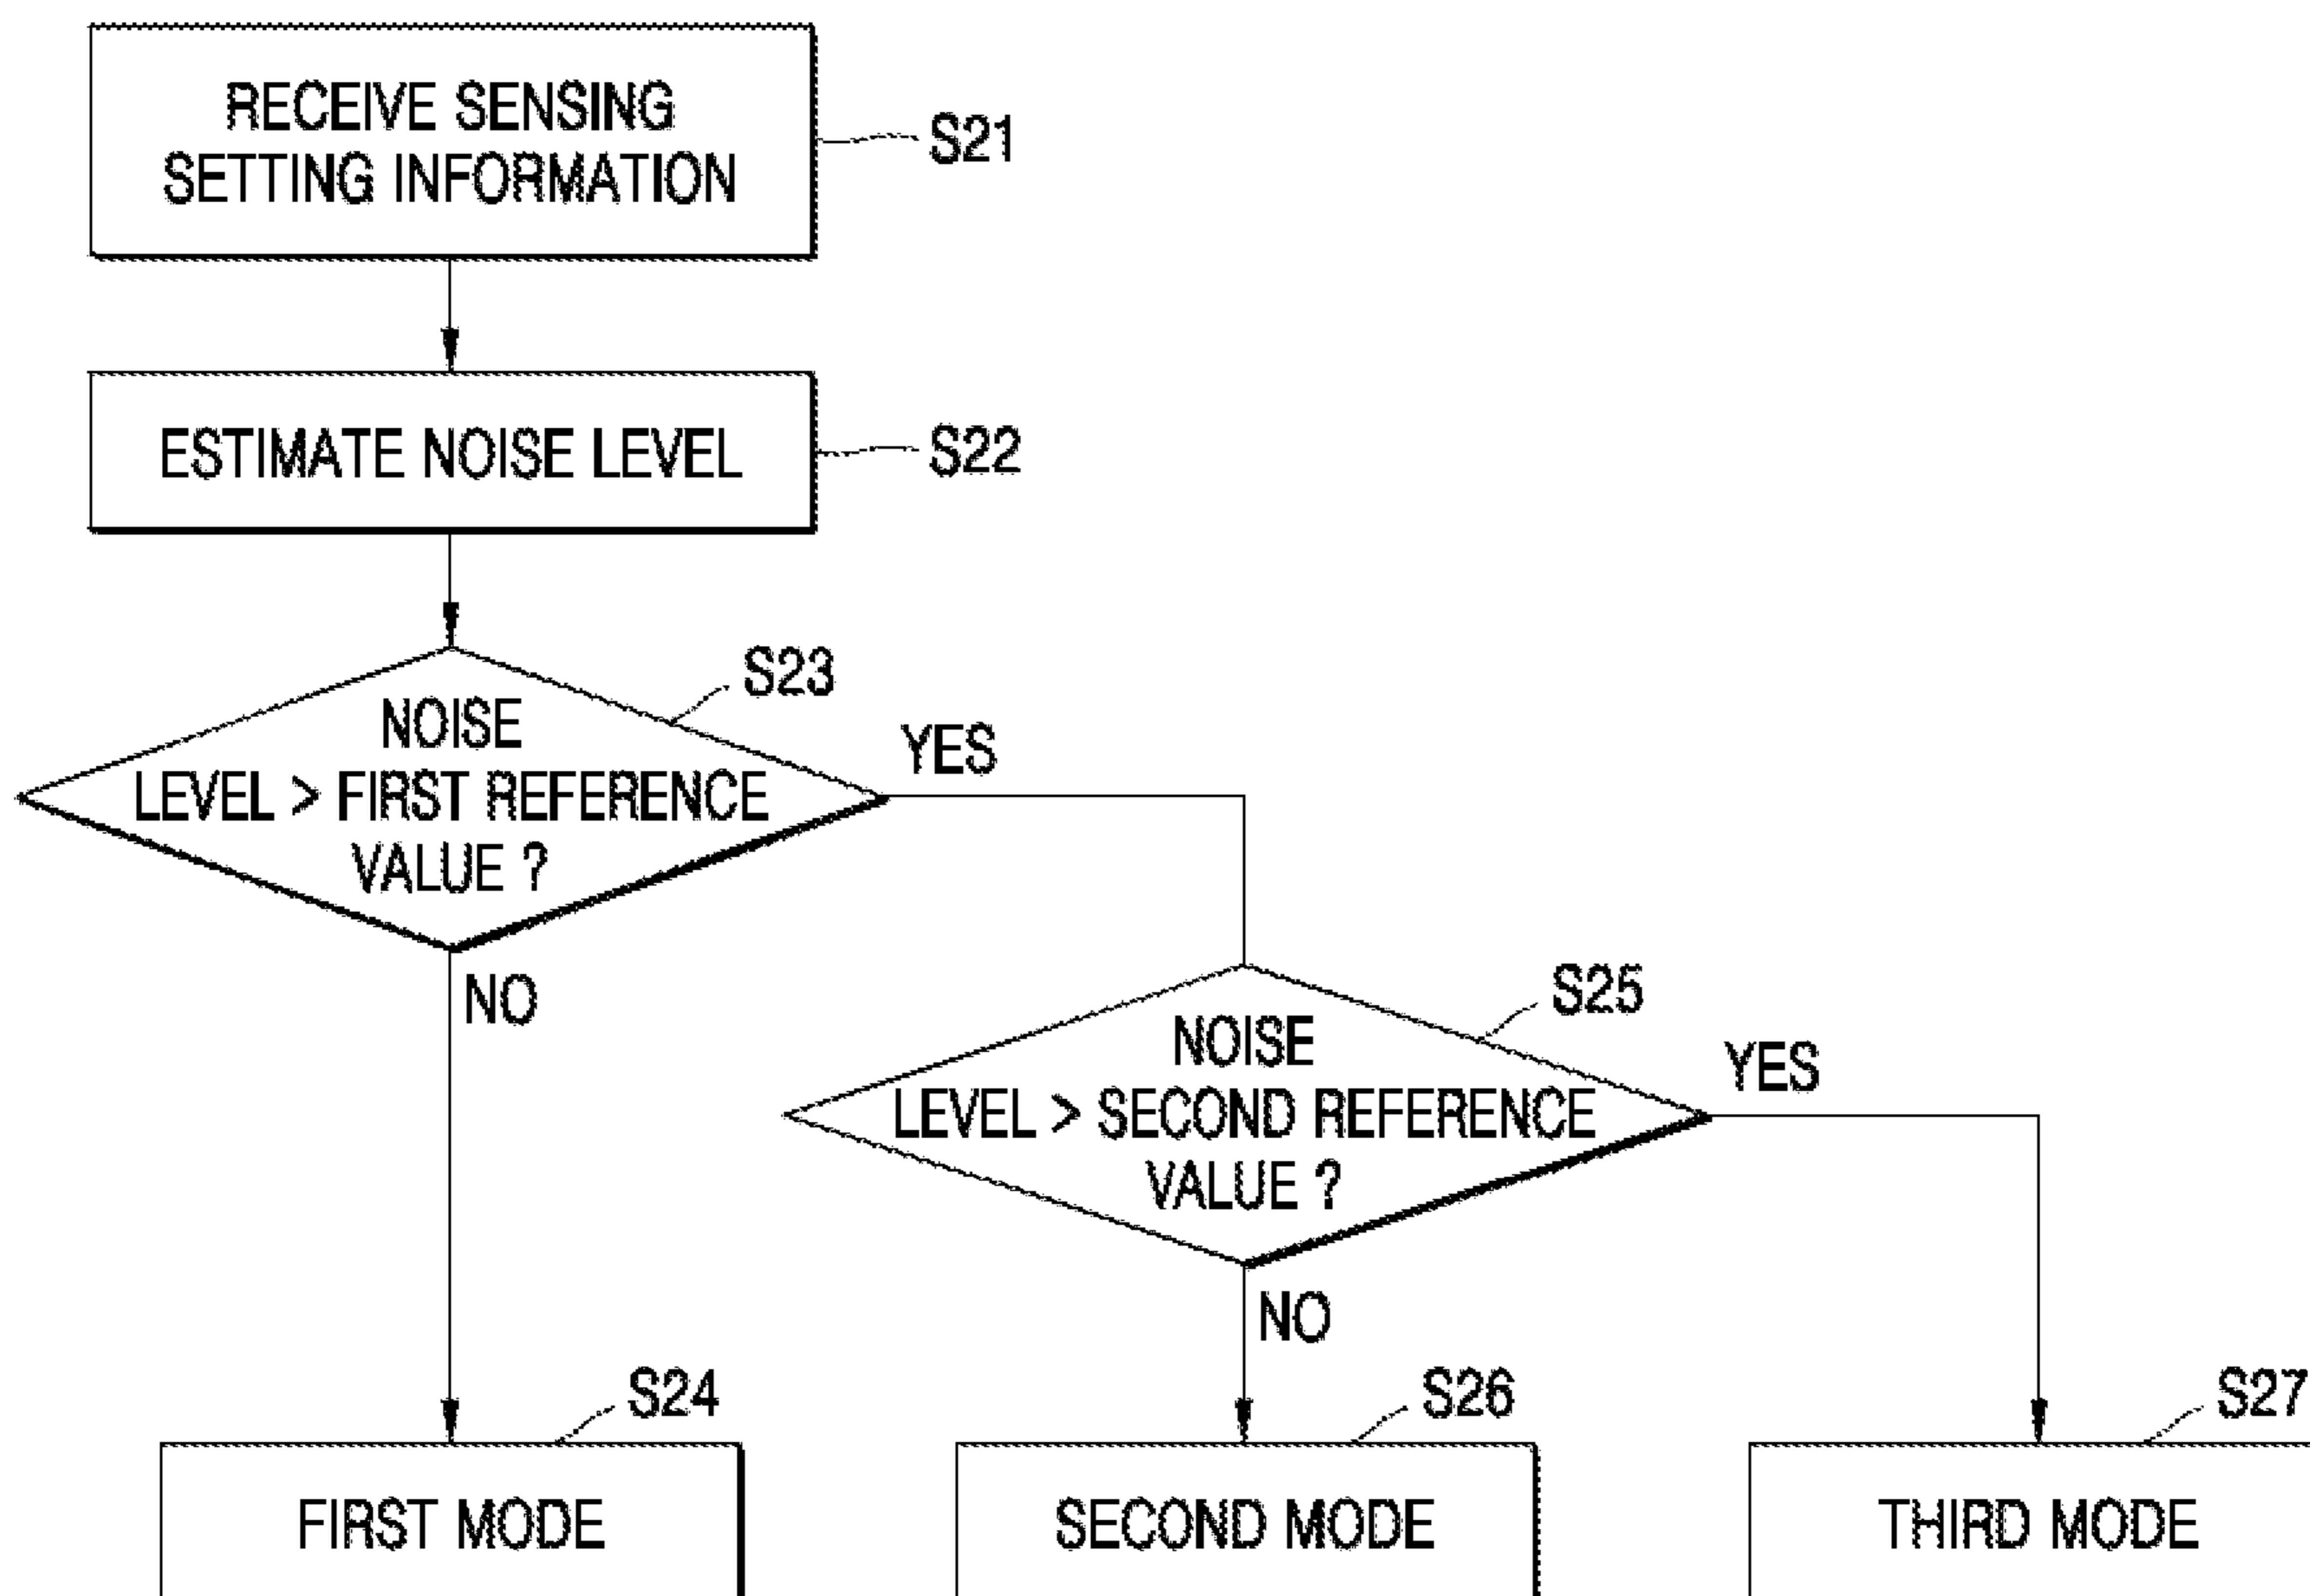 RECEIVE SENSING
SETTING INFORMATION
S21
ESTIMATE NOISE LEVEL
S22
S23
NOISE
LEVEL > FIRST REFERENCE
VALUE ?
YES
NO
S25
NOISE
LEVEL > SECOND REFERENCE
VALUE ?
YES
NO
S24
FIRST MODE
S26
SECOND MODE
S27
THIRD MODE